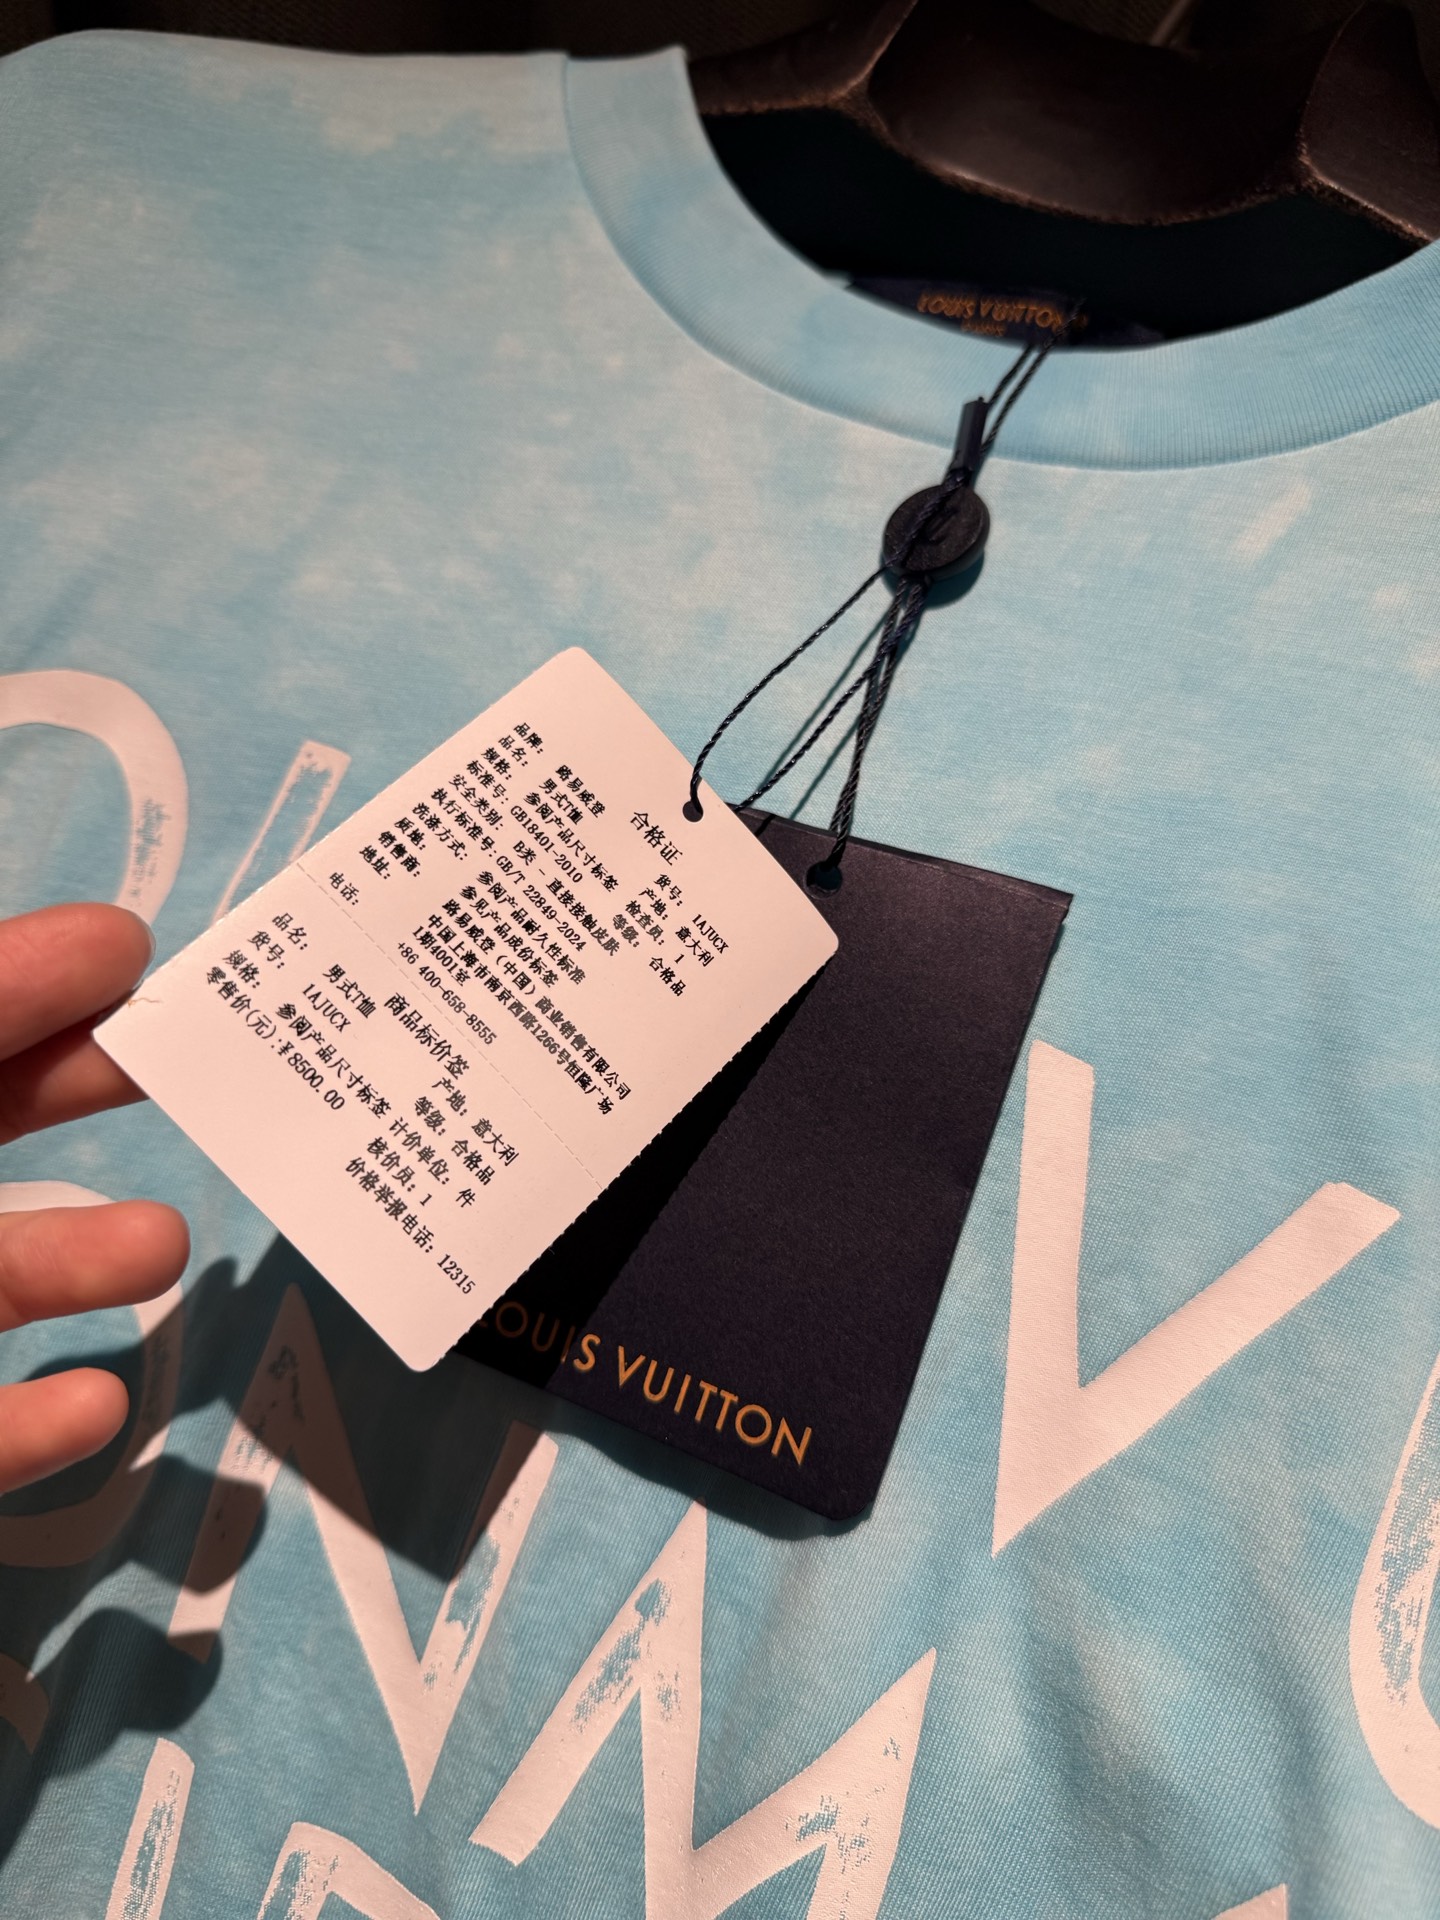 LOUIS VUITTON
PARIS
合格证
品牌: 路易威登 货号: 1AJUCX
品名: 男式T恤 产地: 意大利
规格: 参阅产品尺寸标签 检查员: 1
标准号: GB18401-2010 等级: 合格品
安全类别: B类 - 直接接触皮肤
执行标准号: GB/T 22849-2024
洗涤方式: 参阅产品耐久性标签
质地: 参见产品成份标签
销售商: 路易威登(中国)商业销售有限公司
地址: 中国上海市南京西路1266号恒隆广场
1期4001室
电话: +86 400-658-8555
商品标价签
品名: 男式T恤 产地: 意大利
货号: 1AJUCX 等级: 合格品
规格: 参阅产品尺寸标签 计价单位: 件
零售价(元): ¥8500.00 核价员: 1
价格举报电话: 12315
LOUIS VUITTON